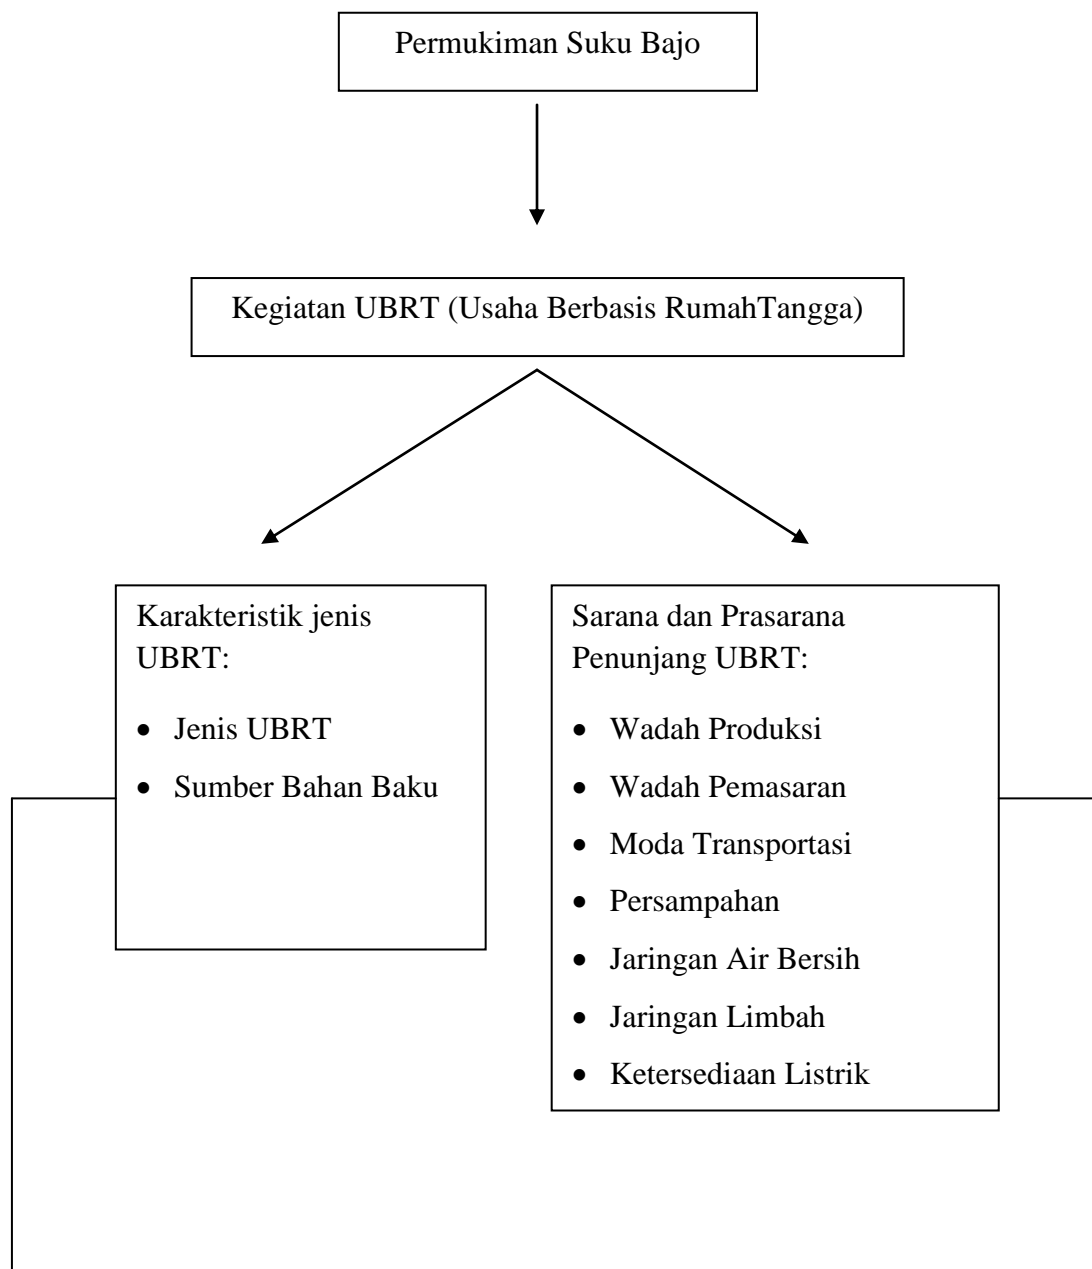 Permukiman Suku Bajo
Kegiatan UBRT (Usaha Berbasis RumahTangga)
Karakteristik jenis
UBRT:
• Jenis UBRT
• Sumber Bahan Baku
Sarana dan Prasarana
Penunjang UBRT:
• Wadah Produksi
• Wadah Pemasaran
• Moda Transportasi
• Persampahan
• Jaringan Air Bersih
• Jaringan Limbah
• Ketersediaan Listrik